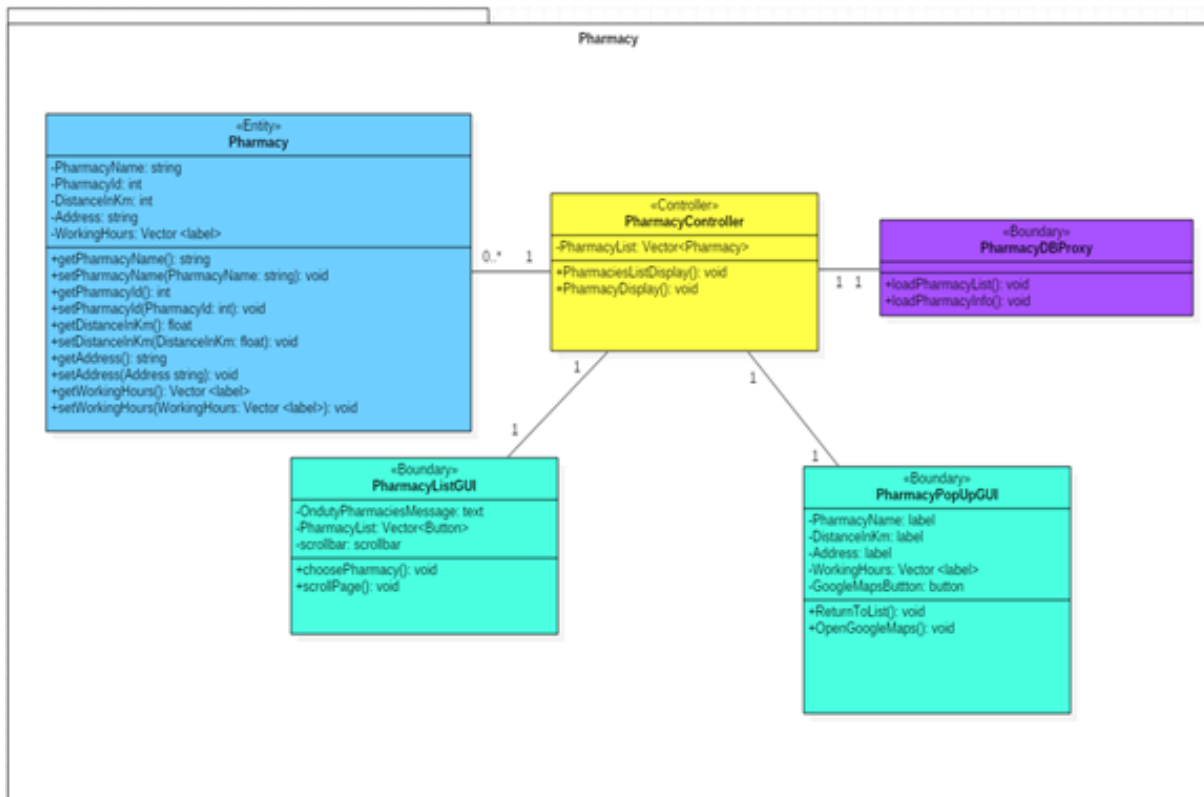 Pharmacy
«Entity»
Pharmacy
-PharmacyName: string
-PharmacyId: int
-DistanceInKm: int
-Address: string
-WorkingHours: Vector <label>
+getPharmacyName(): string
+setPharmacyName(PharmacyName: string): void
+getPharmacyId(): int
+setPharmacyId(PharmacyId: int): void
+getDistanceInKm(): float
+setDistanceInKm(DistanceInKm: float): void
+getAddress(): string
+setAddress(Address string): void
+getWorkingHours(): Vector <label>
+setWorkingHours(WorkingHours: Vector <label>): void
0..* 1
«Controller»
PharmacyController
-PharmacyList: Vector<Pharmacy>
+PharmaciesListDisplay(): void
+PharmacyDisplay(): void
1 1
«Boundary»
PharmacyDBProxy
+loadPharmacyList(): void
+loadPharmacyInfo(): void
1
1
1
1
«Boundary»
PharmacyListGUI
-OndutyPharmaciesMessage: text
-PharmacyList: Vector<Button>
-scrollbar: scrollbar
+choosePharmacy(): void
+scrollPage(): void
«Boundary»
PharmacyPopUpGUI
-PharmacyName: label
-DistanceInKm: label
-Address: label
-WorkingHours: Vector <label>
-GoogleMapsButtton: button
+ReturnToList(): void
+OpenGoogleMaps(): void